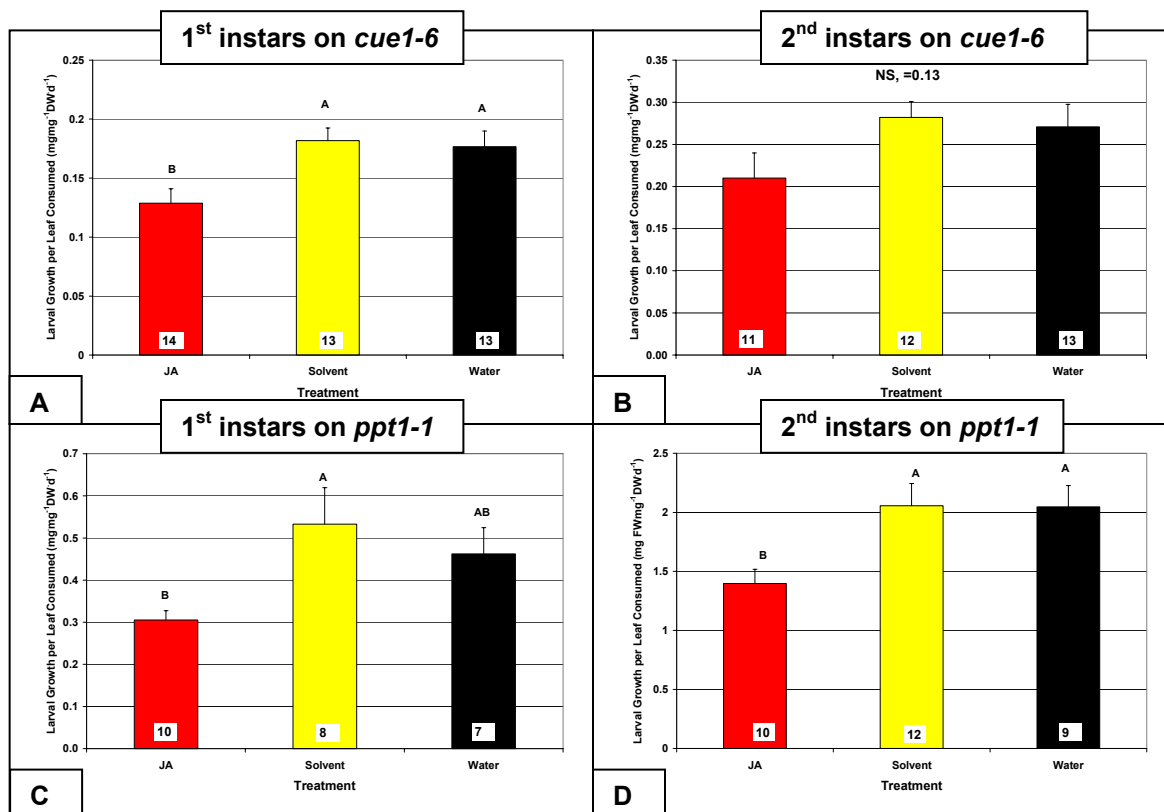 1st instars on cue1-6
Larval Growth per Leaf Consumed (mgmg-1DW·d-1)
0.25
0.2
0.15
0.1
0.05
0
B
A
A
14
13
13
JA
Solvent
Water
Treatment
A
2nd instars on cue1-6
Larval Growth per Leaf Consumed (mgmg-1DW·d-1)
0.35
0.30
0.25
0.20
0.15
0.10
0.05
0.00
NS, =0.13
11
12
13
JA
Solvent
Water
Treatment
B
1st instars on ppt1-1
Larval Growth per Leaf Consumed (mgmg-1DW·d-1)
0.7
0.6
0.5
0.4
0.3
0.2
0.1
0.0
B
A
AB
10
8
7
JA
Solvent
Water
Treatment
C
2nd instars on ppt1-1
Larval Growth per Leaf Consumed (mg FWmg-1DW·d-1)
2.5
2
1.5
1
0.5
0
B
A
A
10
12
9
JA
Solvent
Water
Treatment
D